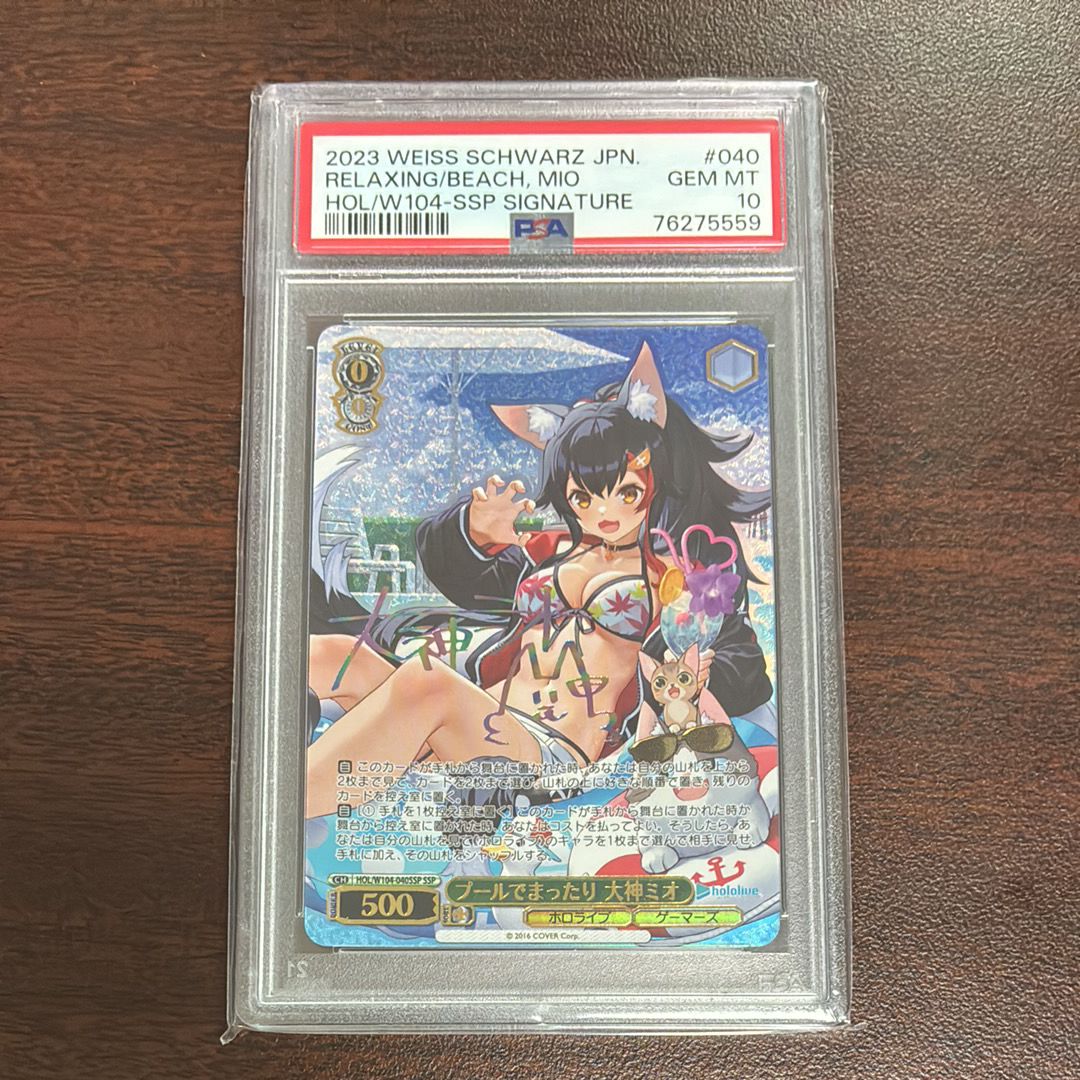 2023 WEISS SCHWARZ JPN. #040
RELAXING/BEACH, MIO GEM MT
HOL/W104-SSP SIGNATURE 10
PSA 76275559
LEVEL
0
0
COST
大神
自 このカードが手札から舞台に置かれた時、あなたは自分の山札を上から
2枚まで見て、カードを2枚まで選び、山札の上に好きな順番で置き、残りの
カードを控え室に置く。
自 [① 手札を1枚控え室に置く] このカードが手札から舞台に置かれた時か
舞台から控え室に置かれた時、あなたはコストを払ってよい。そうしたら、あ
なたは自分の山札を見て《ホロライブ》のキャラを1枚まで選んで相手に見せ、
手札に加え、その山札をシャッフルする。
hololive
CH HOL/W104-040SSP SSP
プールでまったり 大神ミオ
POWER 500 SOUL
ホロライブ ゲーマーズ
© 2016 COVER Corp.
PSA